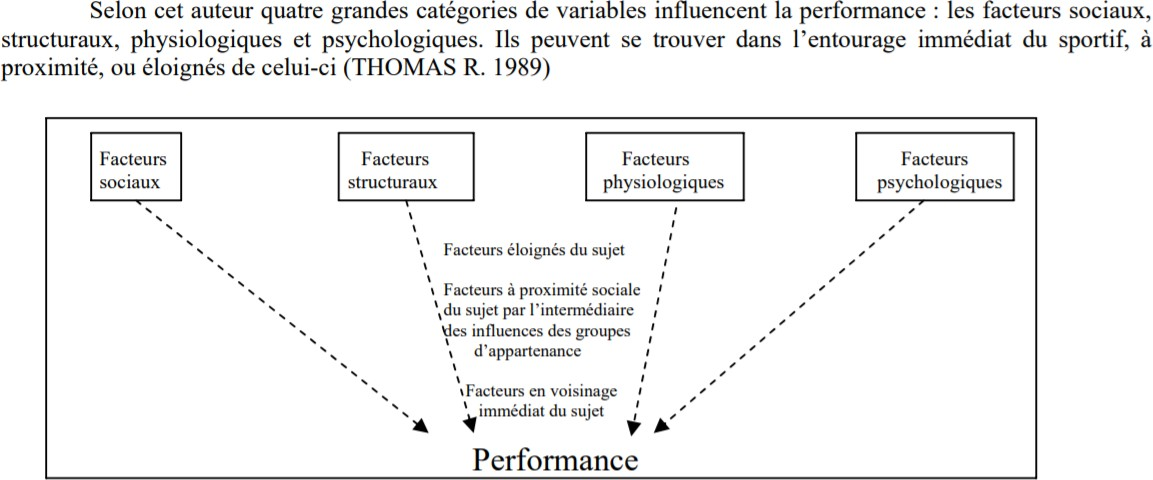 Selon cet auteur quatre grandes catégories de variables influencent la performance : les facteurs sociaux,
structuraux, physiologiques et psychologiques. Ils peuvent se trouver dans l’entourage immédiat du sportif, à
proximité, ou éloignés de celui-ci (THOMAS R. 1989)
Facteurs
sociaux
Facteurs
structuraux
Facteurs
physiologiques
Facteurs
psychologiques
Facteurs éloignés du sujet
Facteurs à proximité sociale
du sujet par l’intermédiaire
des influences des groupes
d’appartenance
Facteurs en voisinage
immédiat du sujet
Performance